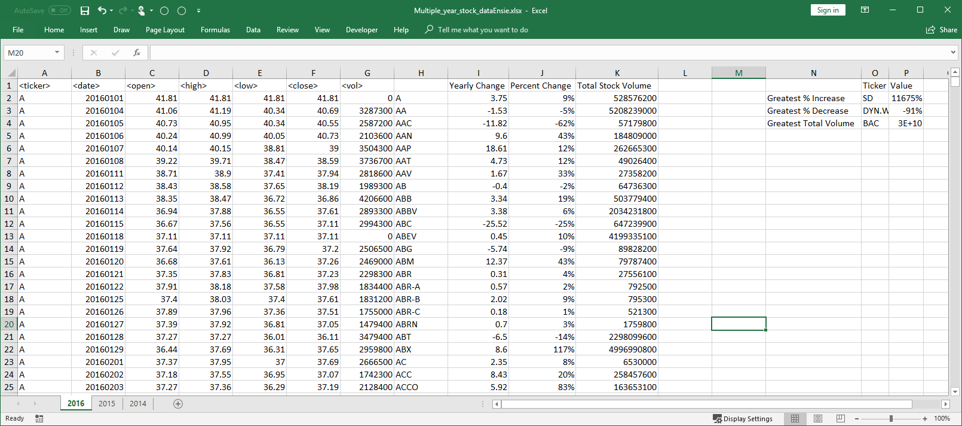 AutoSave Off Multiple_year_stock_dataEnsie.xlsx - Excel Sign in
File Home Insert Draw Page Layout Formulas Data Review View Developer Help Tell me what you want to do Share
M20 fx
A B C D E F G H I J K L M N O P
1 <ticker> <date> <open> <high> <low> <close> <vol> Yearly Change Percent Change Total Stock Volume Ticker Value
2 A 20160101 41.81 41.81 41.81 41.81 0 A 3.75 9% 528576200 Greatest % Increase SD 11675%
3 A 20160104 41.06 41.19 40.34 40.69 3287300 AA -1.53 -5% 5208239000 Greatest % Decrease DYN.W -91%
4 A 20160105 40.73 40.95 40.34 40.55 2587200 AAC -11.82 -62% 57179800 Greatest Total Volume BAC 3E+10
5 A 20160106 40.24 40.99 40.05 40.73 2103600 AAN 9.6 43% 184809000
6 A 20160107 40.14 40.15 38.81 39 3504300 AAP 18.61 12% 262665300
7 A 20160108 39.22 39.71 38.47 38.59 3736700 AAT 4.73 12% 49026400
8 A 20160111 38.71 38.9 37.41 37.94 2818600 AAV 1.67 33% 27358200
9 A 20160112 38.43 38.58 37.65 38.19 1989300 AB -0.4 -2% 64736300
10 A 20160113 38.35 38.47 36.72 36.86 4206600 ABB 3.34 19% 503779400
11 A 20160114 36.94 37.88 36.55 37.61 2893300 ABBV 3.38 6% 2034231800
12 A 20160115 36.67 37.56 36.55 37.11 2994300 ABC -25.52 -25% 647239900
13 A 20160118 37.11 37.11 37.11 37.11 0 ABEV 0.45 10% 4199335100
14 A 20160119 37.64 37.92 36.79 37.2 2506500 ABG -5.74 -9% 89828200
15 A 20160120 36.68 37.61 36.13 37.26 2469000 ABM 12.37 43% 79787400
16 A 20160121 37.35 37.83 36.81 37.23 2298300 ABR 0.31 4% 27556100
17 A 20160122 37.91 38.18 37.58 37.98 1834400 ABR-A 0.57 2% 792500
18 A 20160125 37.4 38.03 37.4 37.61 1831200 ABR-B 2.02 9% 795300
19 A 20160126 37.89 37.96 37.36 37.51 1755000 ABR-C 0.18 1% 521300
20 A 20160127 37.39 37.92 36.81 37.05 1479400 ABRN 0.7 3% 1759800
21 A 20160128 37.27 37.27 36.01 36.11 3479400 ABT -6.5 -14% 2298099600
22 A 20160129 36.44 37.69 36.31 37.65 2959800 ABX 8.6 117% 4996980800
23 A 20160201 37.37 37.95 37 37.69 2666500 AC 2.35 8% 6530000
24 A 20160202 37.18 37.55 36.95 37.07 1742300 ACC 8.43 20% 258457600
25 A 20160203 37.27 37.36 36.29 37.19 2128400 ACCO 5.92 83% 163653100
2016 2015 2014
Ready Display Settings 100%